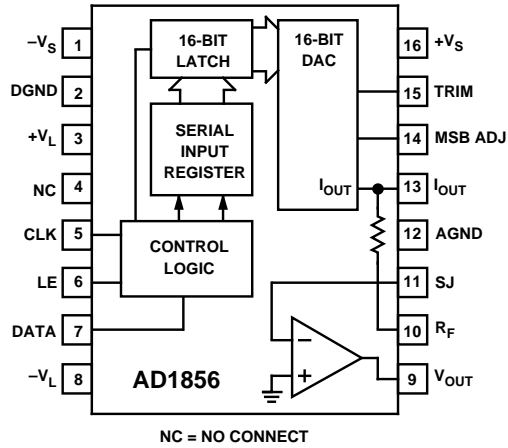 –VS 1
DGND 2
+VL 3
NC 4
CLK 5
LE 6
DATA 7
–VL 8
16-BIT
LATCH
16-BIT
DAC
SERIAL
INPUT
REGISTER
CONTROL
LOGIC
IOUT
–
+
AD1856
16 +VS
15 TRIM
14 MSB ADJ
13 IOUT
12 AGND
11 SJ
10 RF
9 VOUT
NC = NO CONNECT